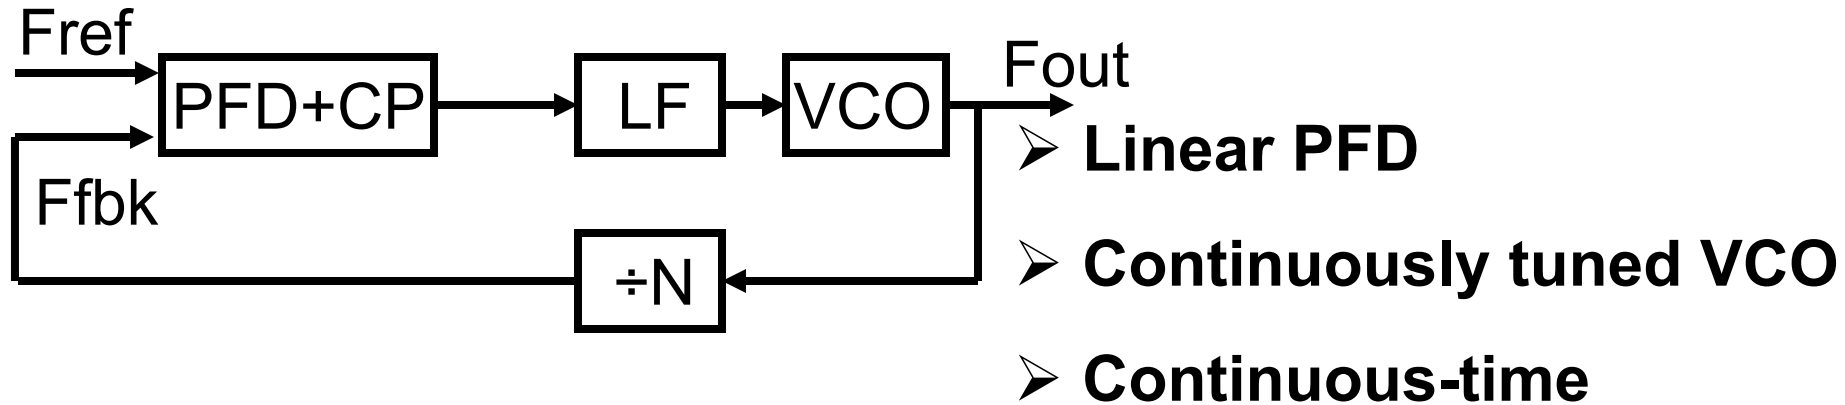 Fref
PFD+CP
LF
VCO
Fout
Ffbk
÷N
➢ Linear PFD
➢ Continuously tuned VCO
➢ Continuous-time